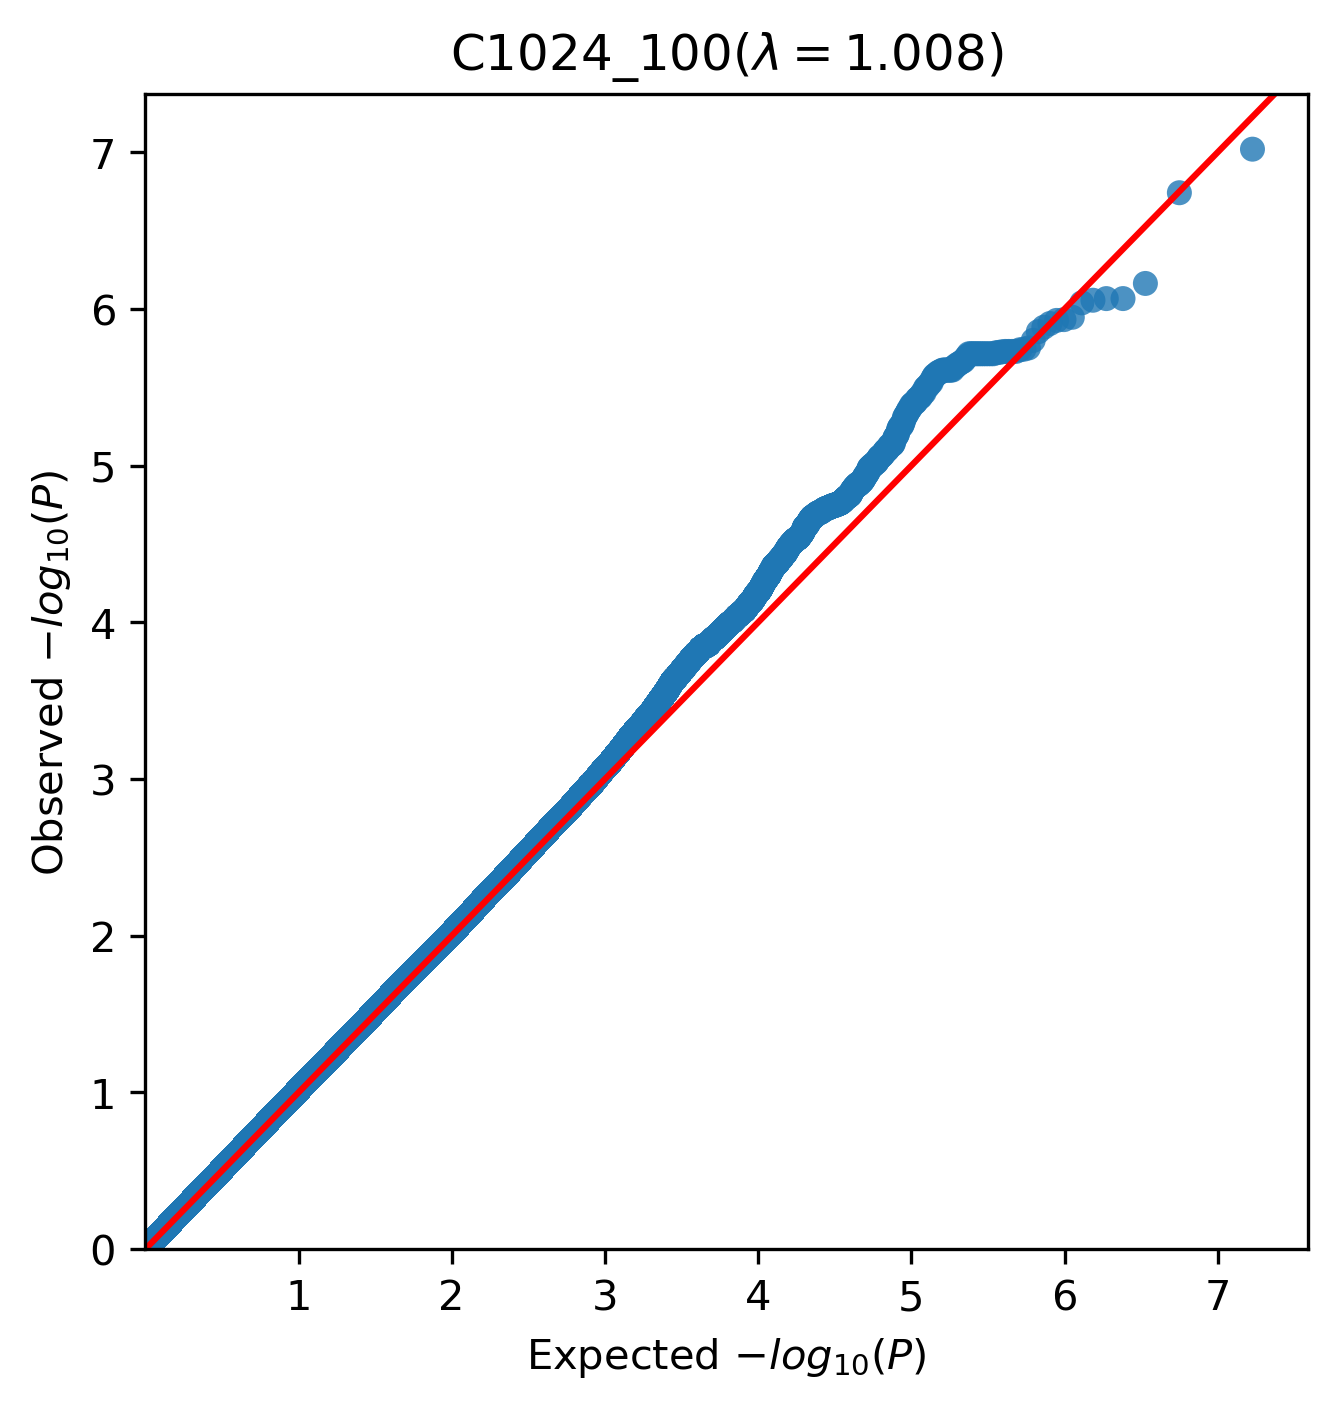 C1024_100(λ = 1.008)
Observed −log₁₀(P)
7
6
5
4
3
2
1
0
1 2 3 4 5 6 7
Expected −log₁₀(P)